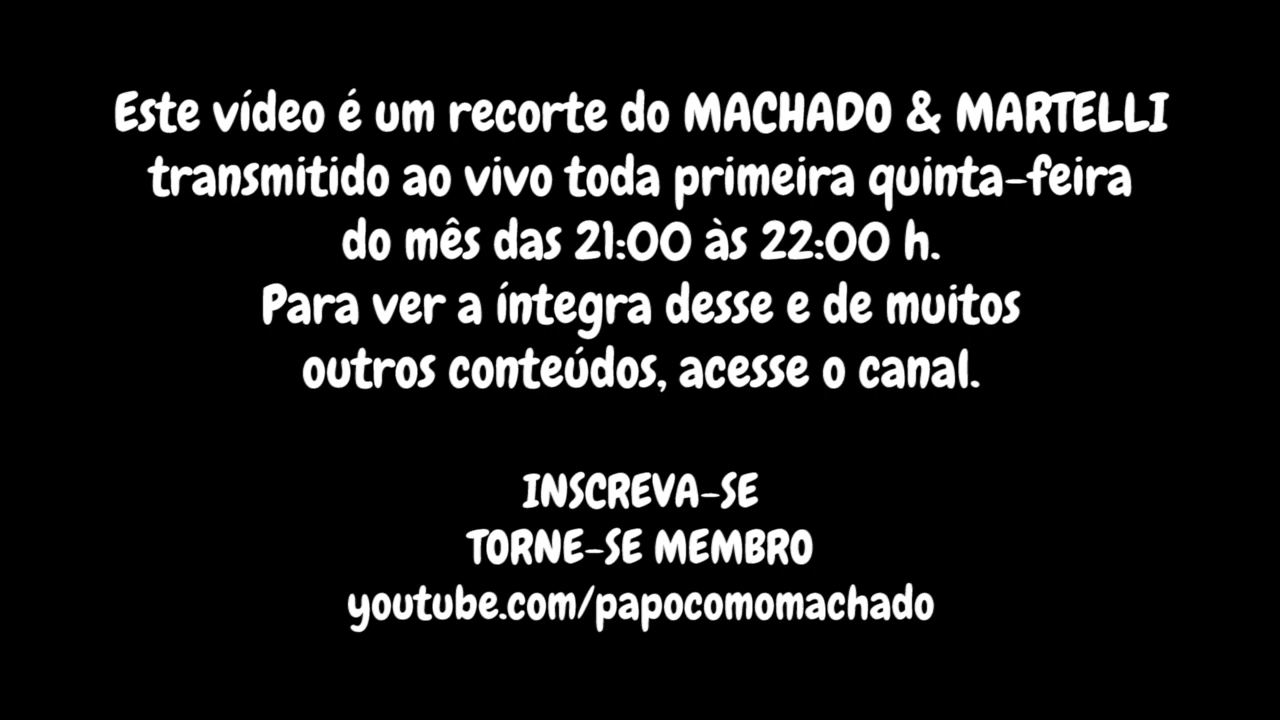 Este vídeo é um recorte do MACHADO & MARTELLI
transmitido ao vivo toda primeira quinta-feira
do mês das 21:00 às 22:00 h.
Para ver a íntegra desse e de muitos
outros conteúdos, acesse o canal.
INSCREVA-SE
TORNE-SE MEMBRO
youtube.com/papocomomachado